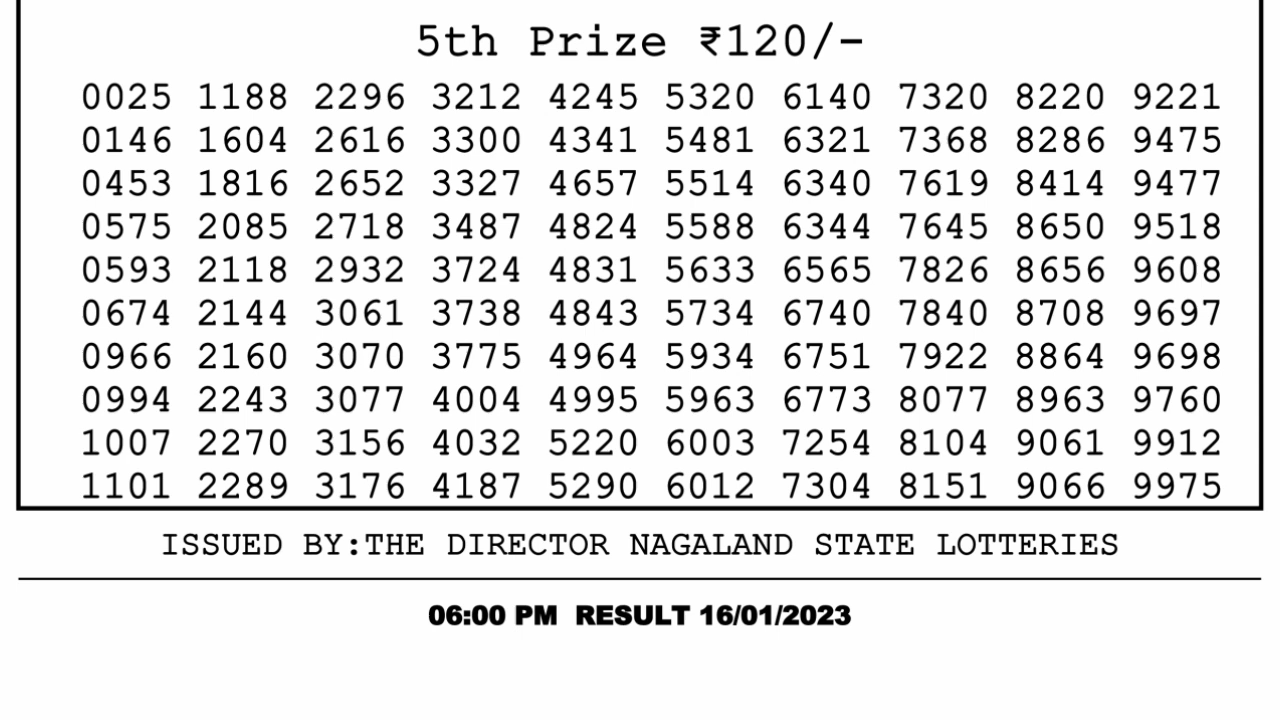 5th Prize ₹120/-
0025 1188 2296 3212 4245 5320 6140 7320 8220 9221
0146 1604 2616 3300 4341 5481 6321 7368 8286 9475
0453 1816 2652 3327 4657 5514 6340 7619 8414 9477
0575 2085 2718 3487 4824 5588 6344 7645 8650 9518
0593 2118 2932 3724 4831 5633 6565 7826 8656 9608
0674 2144 3061 3738 4843 5734 6740 7840 8708 9697
0966 2160 3070 3775 4964 5934 6751 7922 8864 9698
0994 2243 3077 4004 4995 5963 6773 8077 8963 9760
1007 2270 3156 4032 5220 6003 7254 8104 9061 9912
1101 2289 3176 4187 5290 6012 7304 8151 9066 9975
ISSUED BY:THE DIRECTOR NAGALAND STATE LOTTERIES
06:00 PM RESULT 16/01/2023